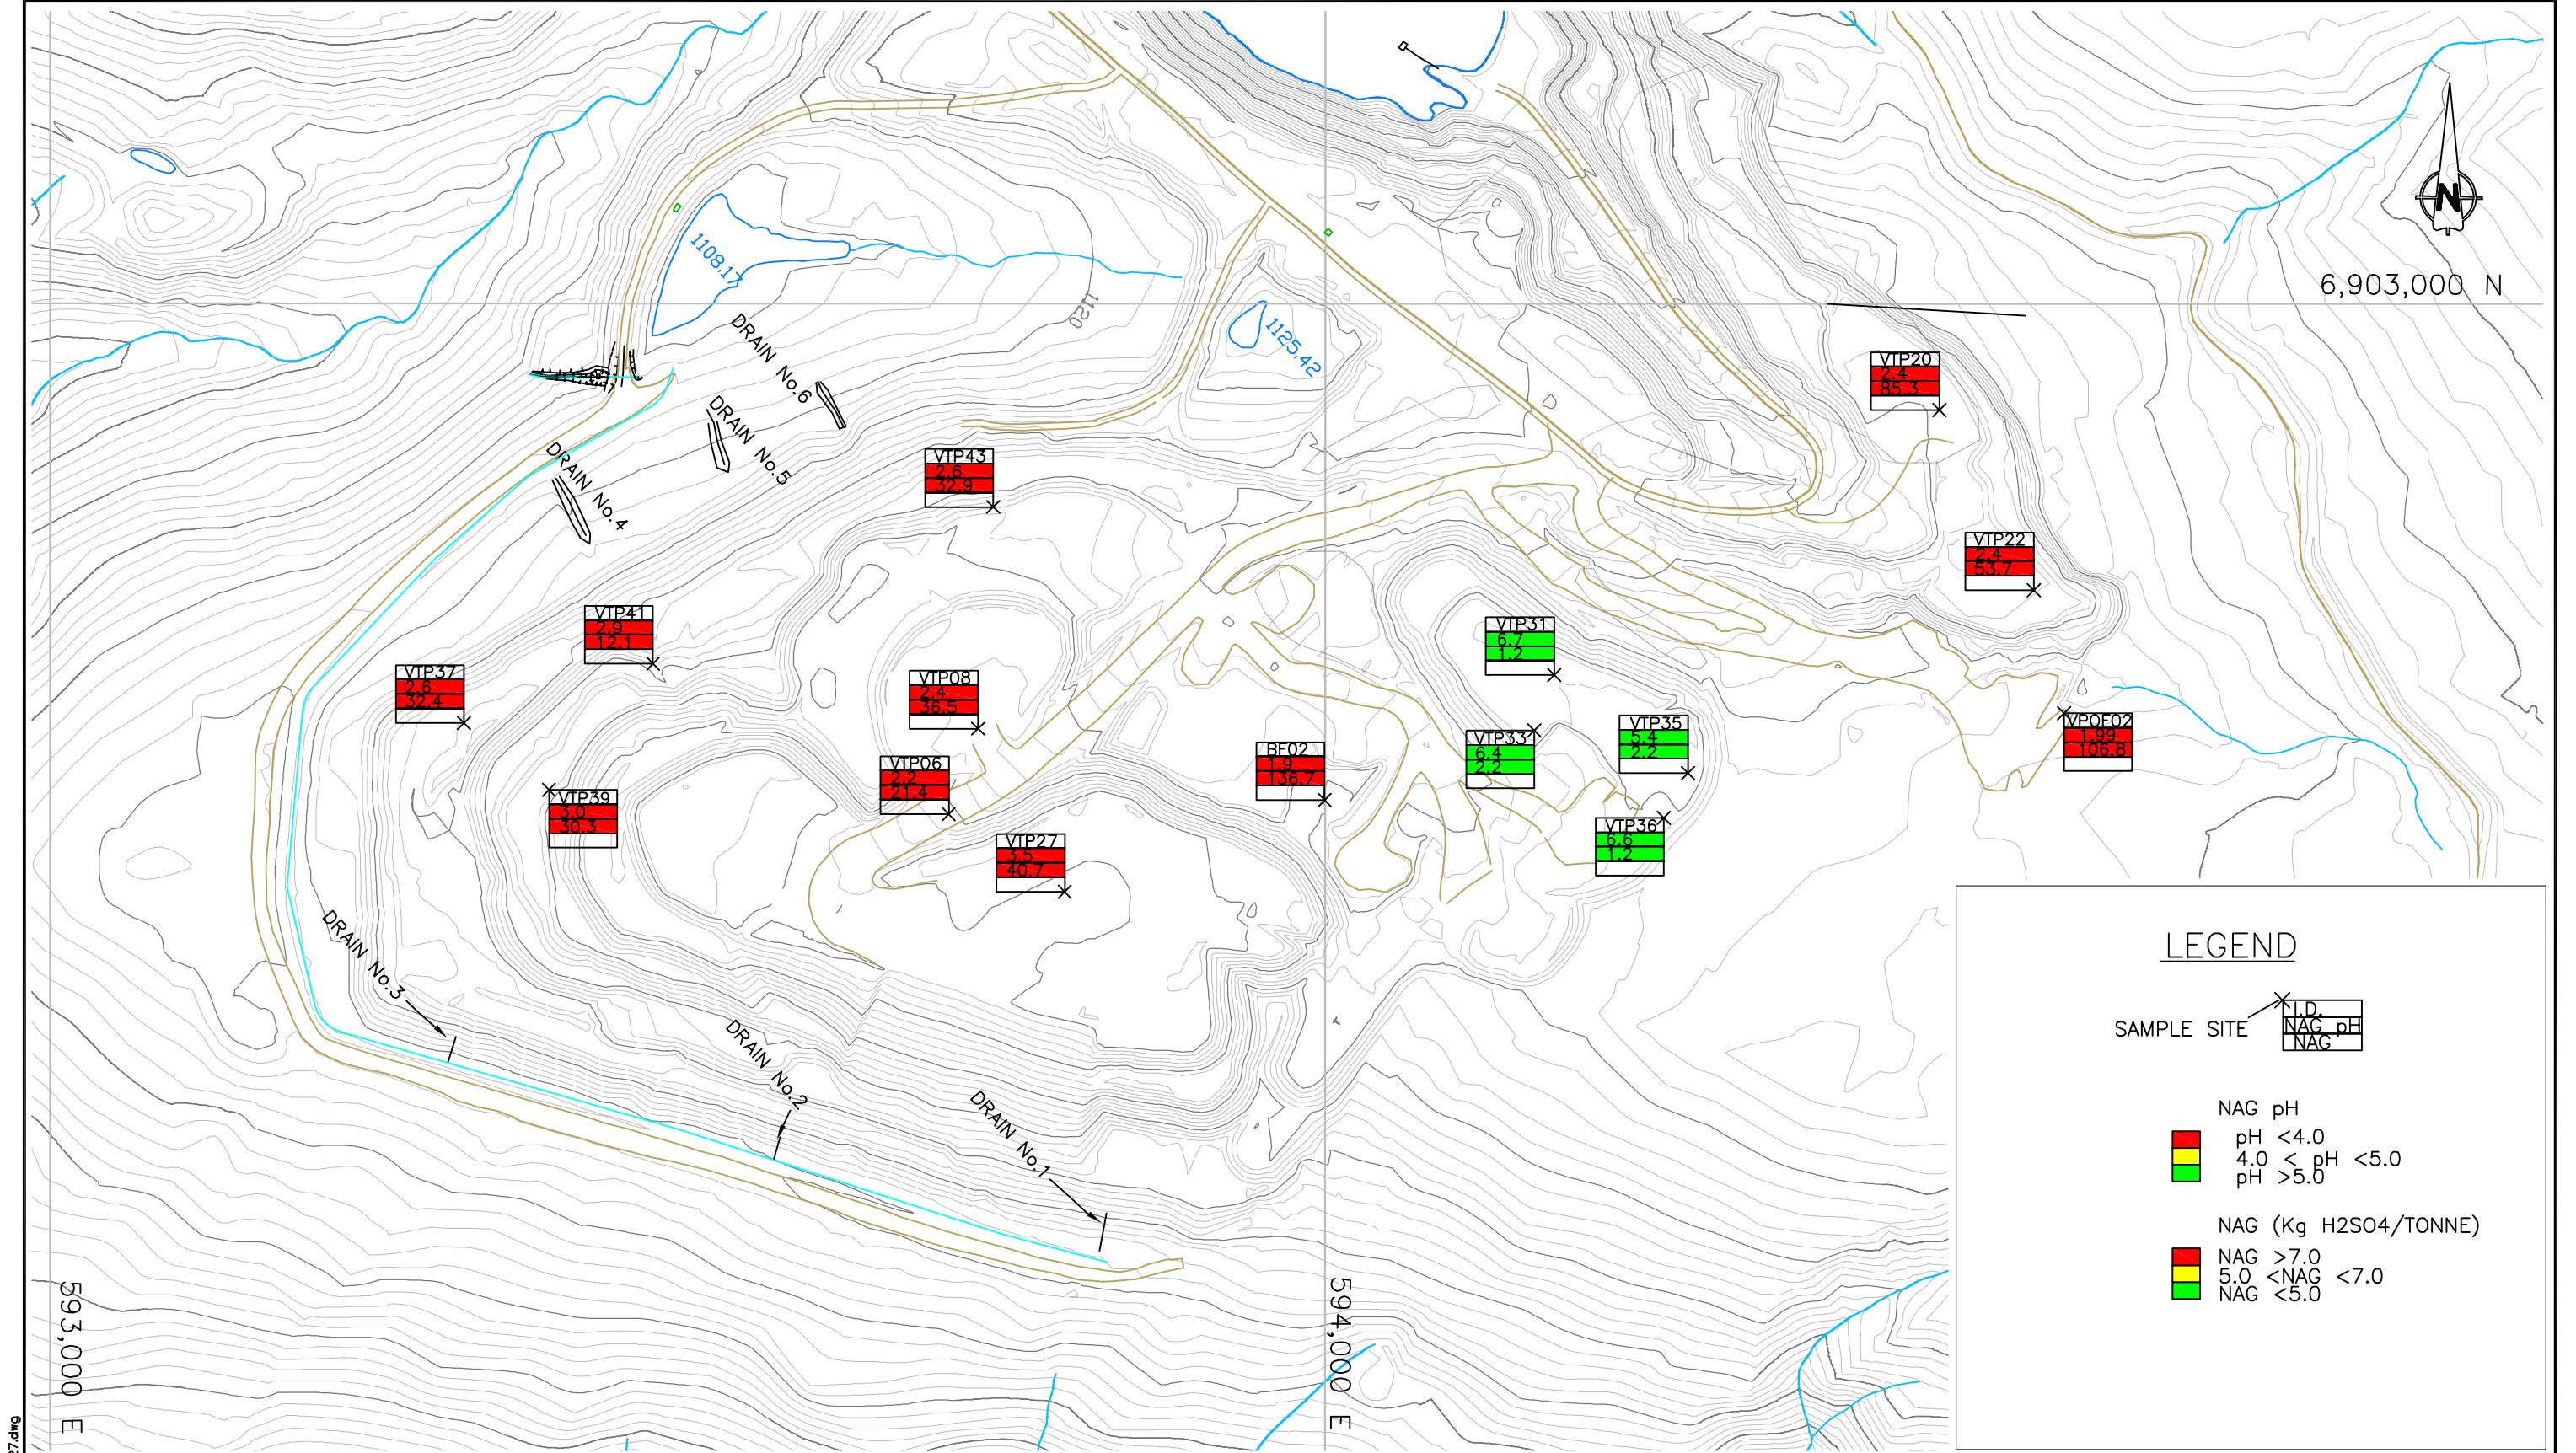 6,903,000 N
1108.17
1120
1125.42
DRAIN No.6
DRAIN No.5
DRAIN No.4
VTP20
2.4
85.3
VTP43
2.6
32.9
VTP22
2.4
53.7
VTP41
2.9
12.1
VTP31
6.7
1.2
VTP37
2.6
32.4
VTP08
2.4
36.5
VTP35
5.4
2.2
VPOF02
1.99
106.8
VTP33
6.4
2.2
BF02
1.9
136.7
VTP06
2.2
21.4
VTP39
3.0
30.3
VTP36
6.6
1.2
VTP27
3.5
40.7
DRAIN No.3
DRAIN No.2
DRAIN No.1
593,000 E
594,000 E
N
LEGEND
SAMPLE SITE
I.D.
NAG pH
NAG
NAG pH
pH <4.0
4.0 < pH <5.0
pH >5.0
NAG (Kg H2SO4/TONNE)
NAG >7.0
5.0 <NAG <7.0
NAG <5.0
27.dwg